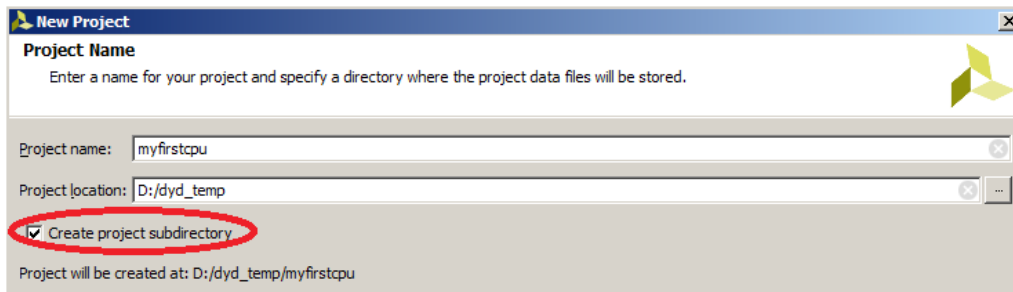 New Project
Project Name
Enter a name for your project and specify a directory where the project data files will be stored.
Project name: myfirstcpu
Project location: D:/dyd_temp
...
Create project subdirectory
Project will be created at: D:/dyd_temp/myfirstcpu